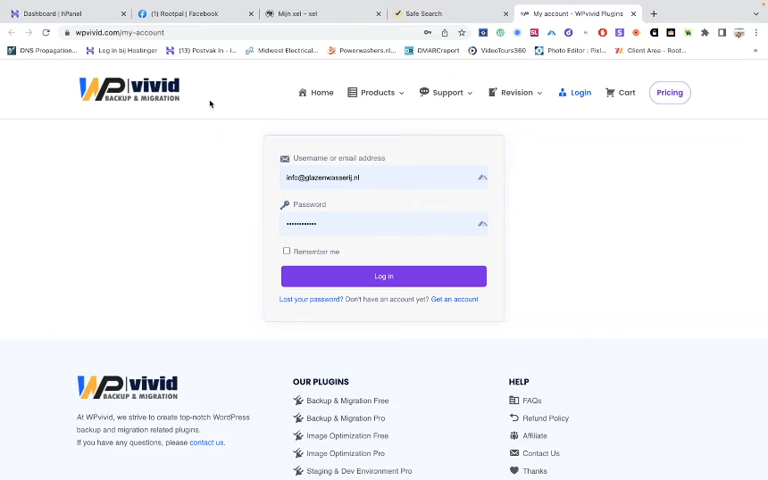 Dashboard | hPanel
(1) Rootpal | Facebook
Mijn xel – xel
Safe Search
My account - WPvivid Plugins
wpvivid.com/my-account
DNS Propagation...
Log in bij Hostinger
(13) Postvak In - i...
Midwest Electrical...
Powerwashers.nl...
DMARCreport
VideoTours360
Photo Editor : Pixl...
Client Area - Root...
WP|vivid
BACKUP & MIGRATION
Home
Products
Support
Revision
Login
Cart
Pricing
Username or email address
info@glazenwasserij.nl
Password
Remember me
Log in
Lost your password? Don't have an account yet? Get an account
WP|vivid
BACKUP & MIGRATION
At WPvivid, we strive to create top-notch WordPress
backup and migration related plugins.
If you have any questions, please contact us.
OUR PLUGINS
Backup & Migration Free
Backup & Migration Pro
Image Optimization Free
Image Optimization Pro
Staging & Dev Environment Pro
HELP
FAQs
Refund Policy
Affiliate
Contact Us
Thanks